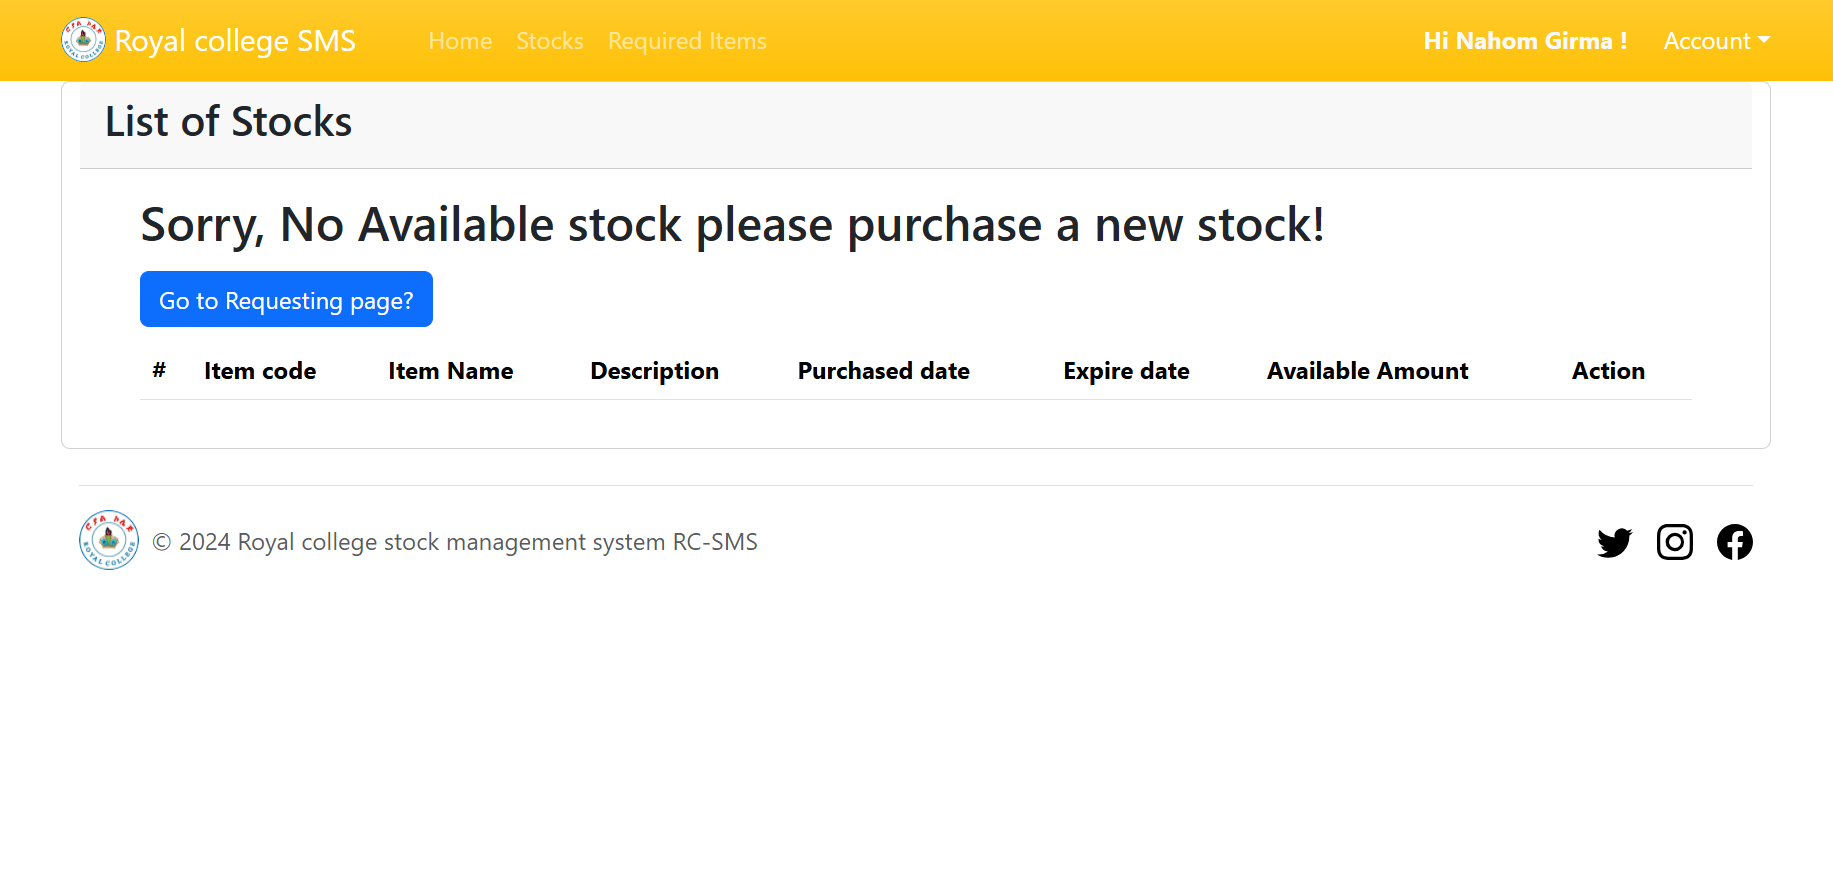 Royal college SMS Home Stocks Required Items Hi Nahom Girma ! Account
List of Stocks
Sorry, No Available stock please purchase a new stock!
Go to Requesting page?
# Item code Item Name Description Purchased date Expire date Available Amount Action
ROYAL COLLEGE
© 2024 Royal college stock management system RC-SMS